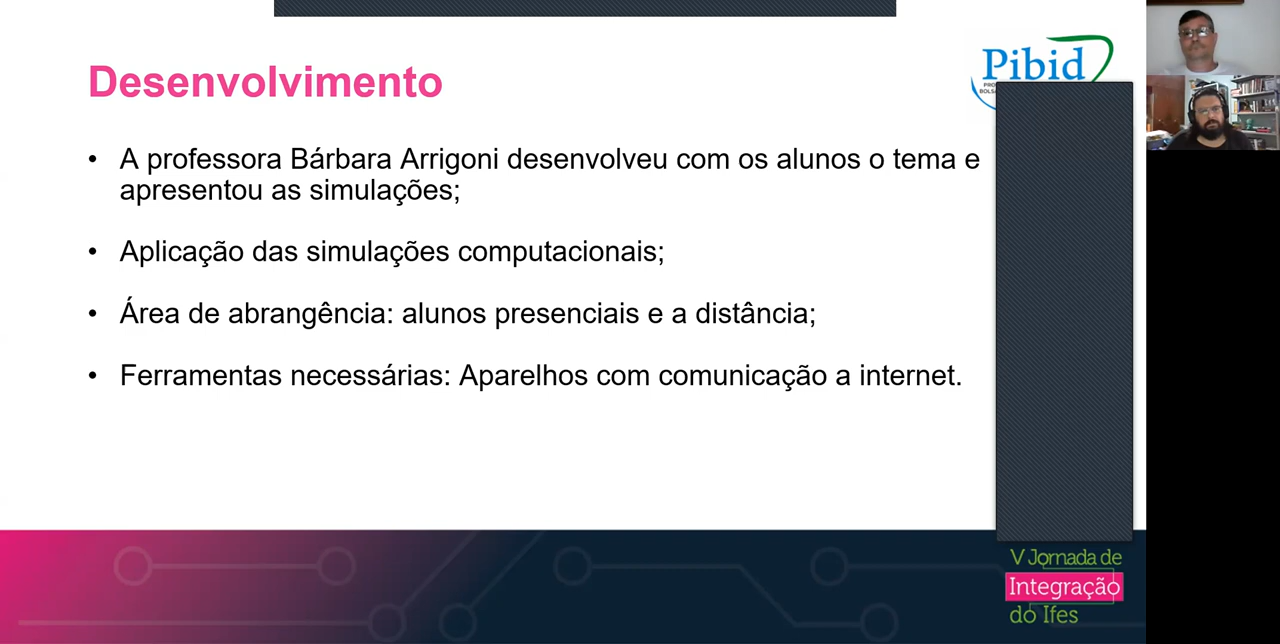 Desenvolvimento
Pibid
• A professora Bárbara Arrigoni desenvolveu com os alunos o tema e
apresentou as simulações;
• Aplicação das simulações computacionais;
• Área de abrangência: alunos presenciais e a distância;
• Ferramentas necessárias: Aparelhos com comunicação a internet.
V Jornada de
Integração
do Ifes